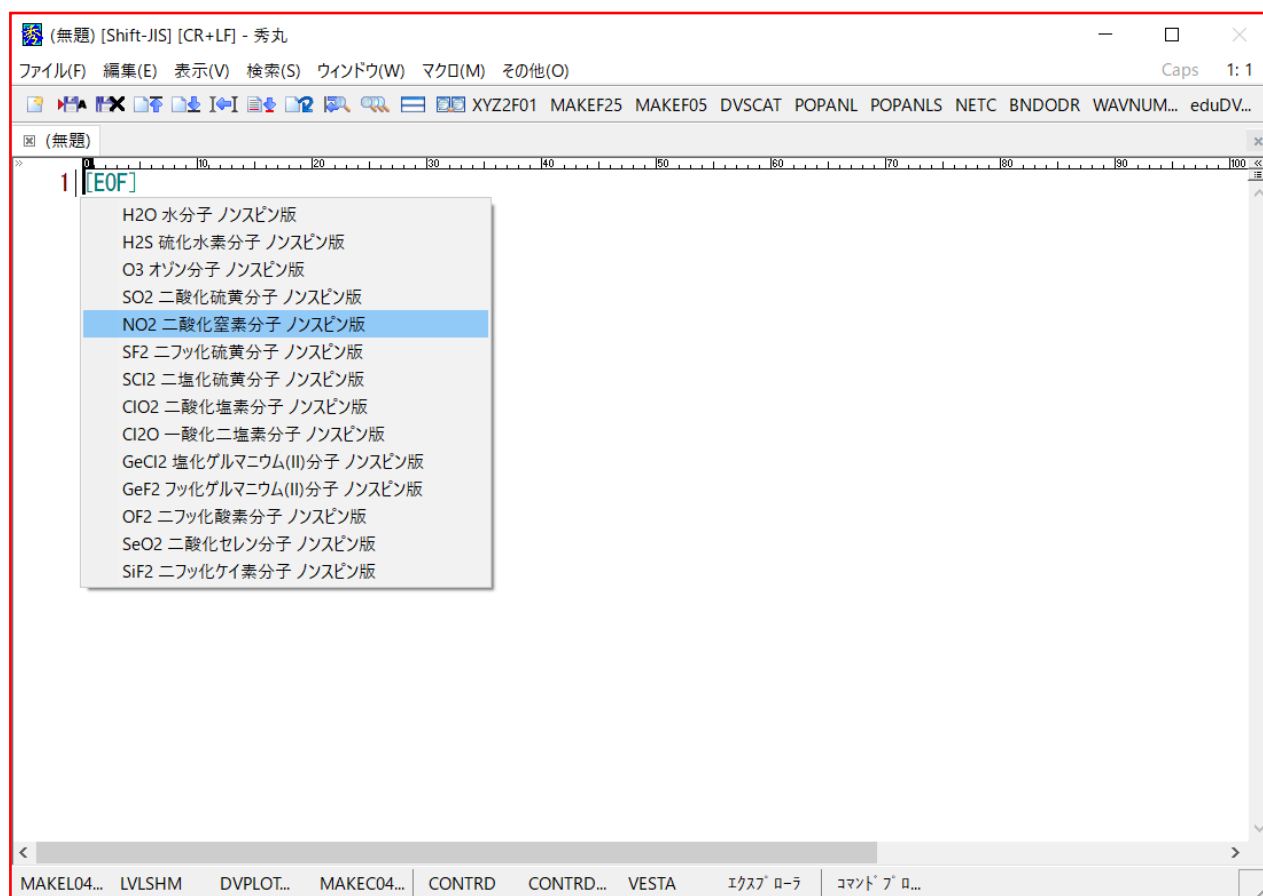 (無題) [Shift-JIS] [CR+LF] - 秀丸
ファイル(F) 編集(E) 表示(V) 検索(S) ウィンドウ(W) マクロ(M) その他(O) Caps 1: 1
XYZ2F01 MAKEF25 MAKEF05 DVSCAT POPANL POPANLS NETC BNDODR WAVNUM... eduDV...
(無題)
0 10 20 30 40 50 60 70 80 90 100
1 [EOF]
H2O 水分子 ノンスピン版
H2S 硫化水素分子 ノンスピン版
O3 オゾン分子 ノンスピン版
SO2 二酸化硫黄分子 ノンスピン版
NO2 二酸化窒素分子 ノンスピン版
SF2 二フッ化硫黄分子 ノンスピン版
SCl2 二塩化硫黄分子 ノンスピン版
ClO2 二酸化塩素分子 ノンスピン版
Cl2O 一酸化二塩素分子 ノンスピン版
GeCl2 塩化ゲルマニウム(II)分子 ノンスピン版
GeF2 フッ化ゲルマニウム(II)分子 ノンスピン版
OF2 二フッ化酸素分子 ノンスピン版
SeO2 二酸化セレン分子 ノンスピン版
SiF2 二フッ化ケイ素分子 ノンスピン版
MAKEL04... LVLSHM DVPLOT... MAKEC04... CONTRD CONTRD... VESTA ｴｸｽﾌﾟﾛｰﾗ ｺﾏﾝﾄﾞﾌﾟﾛ...